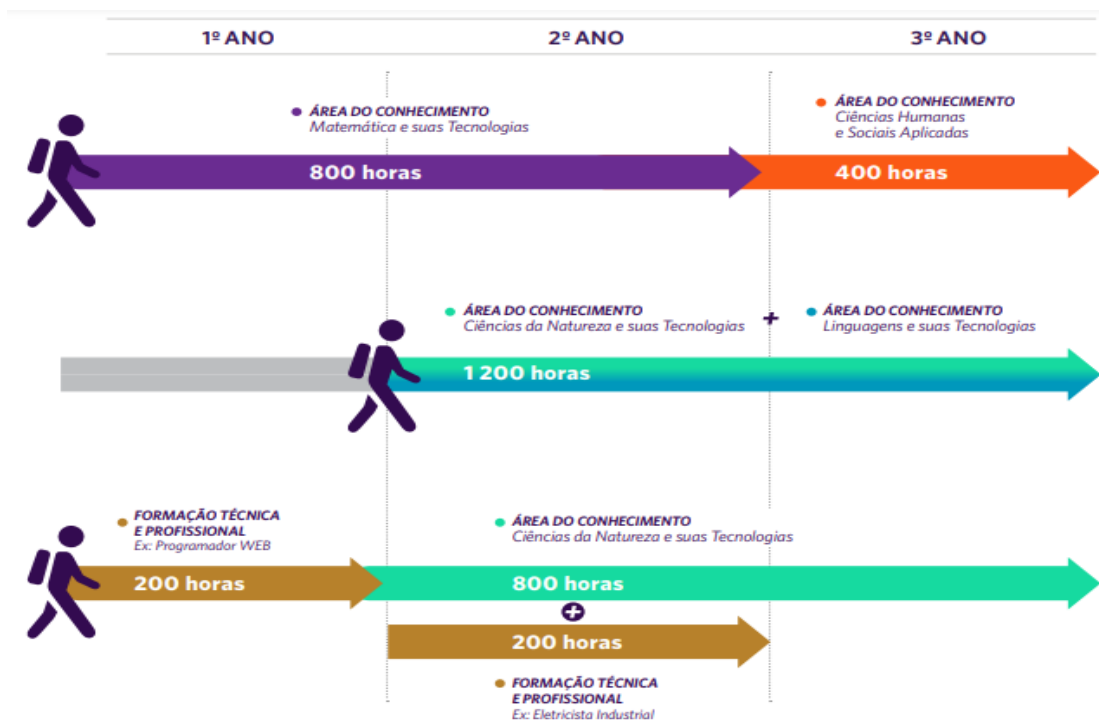 1º ANO
2º ANO
3º ANO
ÁREA DO CONHECIMENTO
Matemática e suas Tecnologias
ÁREA DO CONHECIMENTO
Ciências Humanas
e Sociais Aplicadas
800 horas
400 horas
ÁREA DO CONHECIMENTO
Ciências da Natureza e suas Tecnologias
+
ÁREA DO CONHECIMENTO
Linguagens e suas Tecnologias
1 200 horas
FORMAÇÃO TÉCNICA
E PROFISSIONAL
Ex: Programador WEB
ÁREA DO CONHECIMENTO
Ciências da Natureza e suas Tecnologias
200 horas
800 horas
+
200 horas
FORMAÇÃO TÉCNICA
E PROFISSIONAL
Ex: Eletricista Industrial